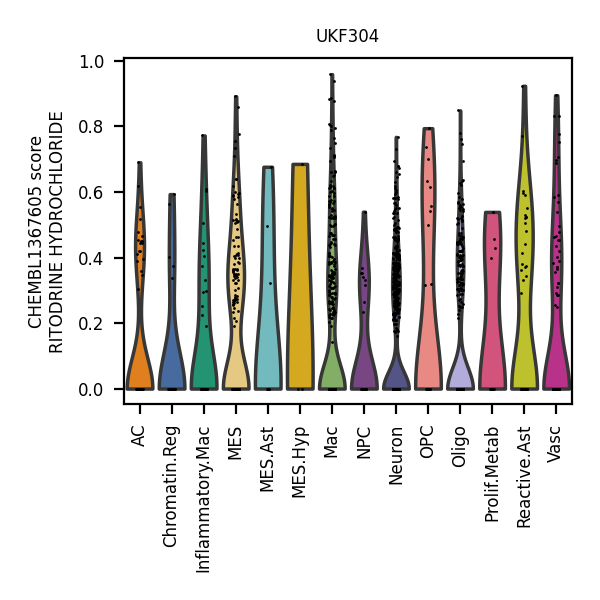 UKF304
CHEMBL1367605 score
RITODRINE HYDROCHLORIDE
1.0
0.8
0.6
0.4
0.2
0.0
AC
Chromatin.Reg
Inflammatory.Mac
MES
MES.Ast
MES.Hyp
Mac
NPC
Neuron
OPC
Oligo
Prolif.Metab
Reactive.Ast
Vasc